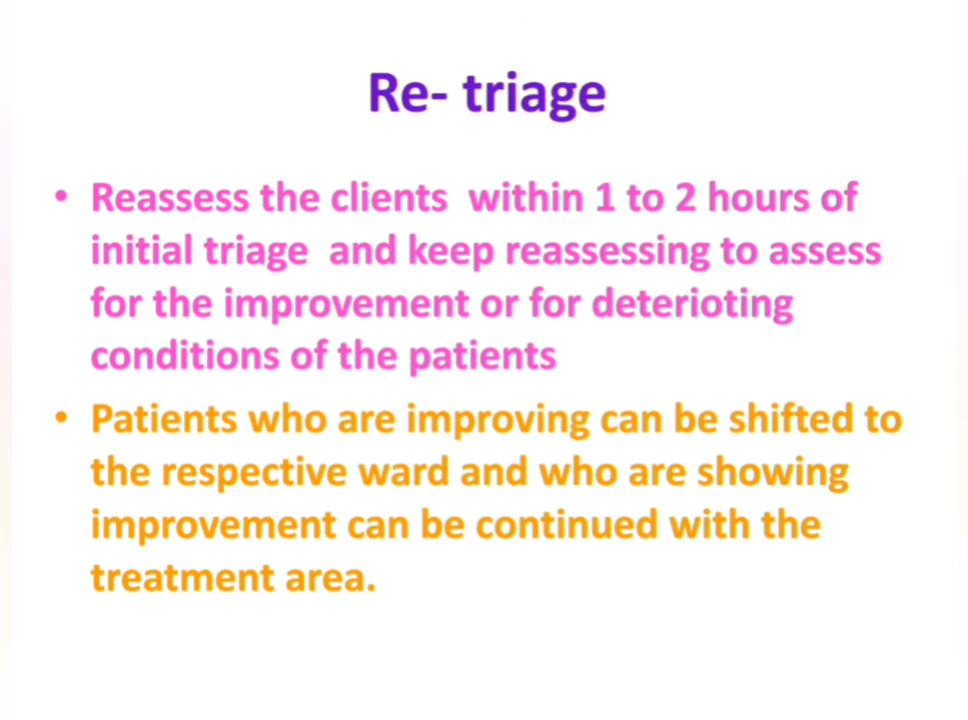 Re- triage
• Reassess the clients  within 1 to 2 hours of
initial triage  and keep reassessing to assess
for the improvement or for deterioting
conditions of the patients
• Patients who are improving can be shifted to
the respective ward and who are showing
improvement can be continued with the
treatment area.